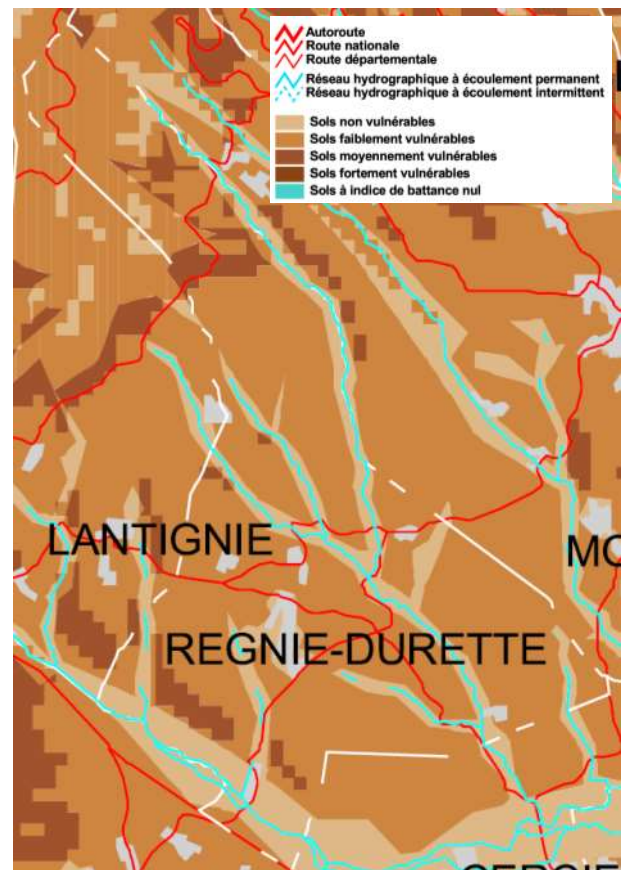 Autoroute
Route nationale
Route départementale
Réseau hydrographique à écoulement permanent
Réseau hydrographique à écoulement intermittent
Sols non vulnérables
Sols faiblement vulnérables
Sols moyennement vulnérables
Sols fortement vulnérables
Sols à indice de battance nul
LANTIGNIE
MO
REGNIE-DURETTE